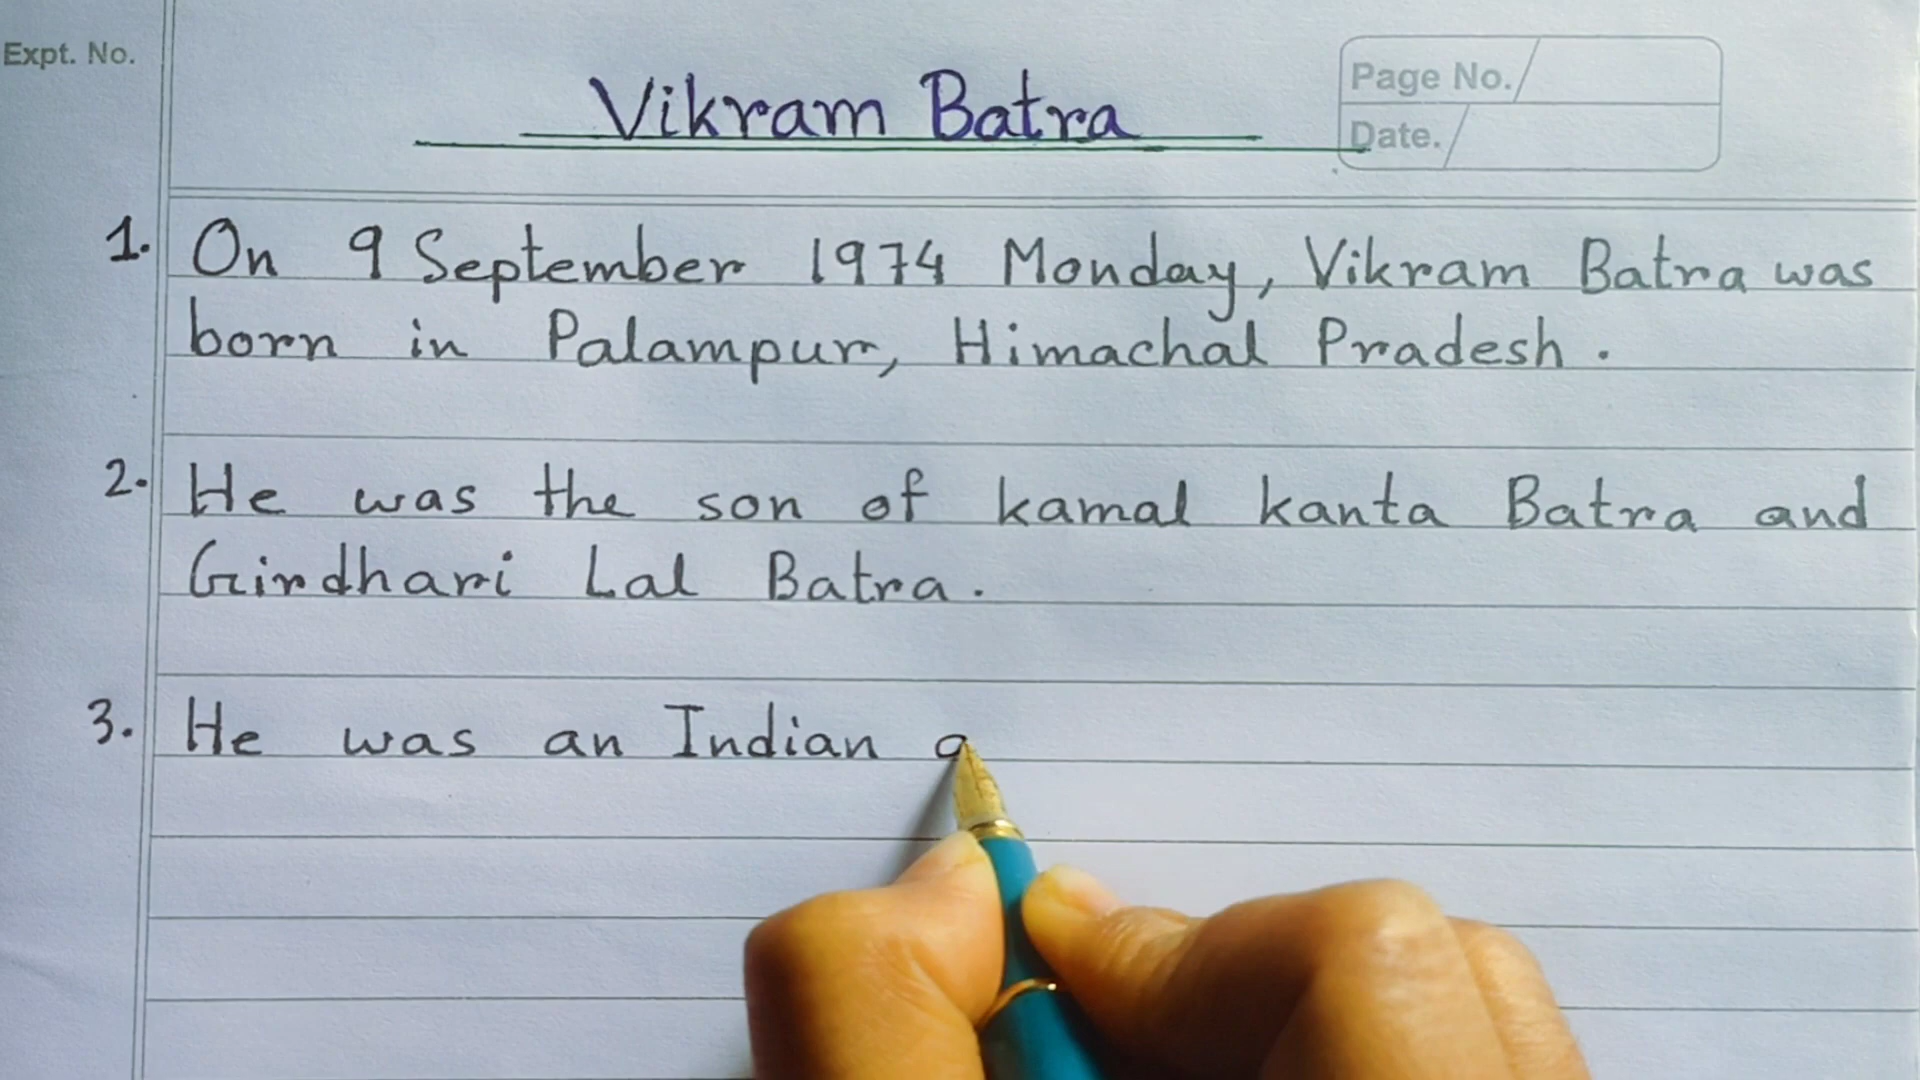 Expt. No.
Vikram Batra
Page No.
Date.
1. On 9 September 1974 Monday, Vikram Batra was
born in Palampur, Himachal Pradesh.
2. He was the son of kamal kanta Batra and
Girdhari Lal Batra.
3. He was an Indian a